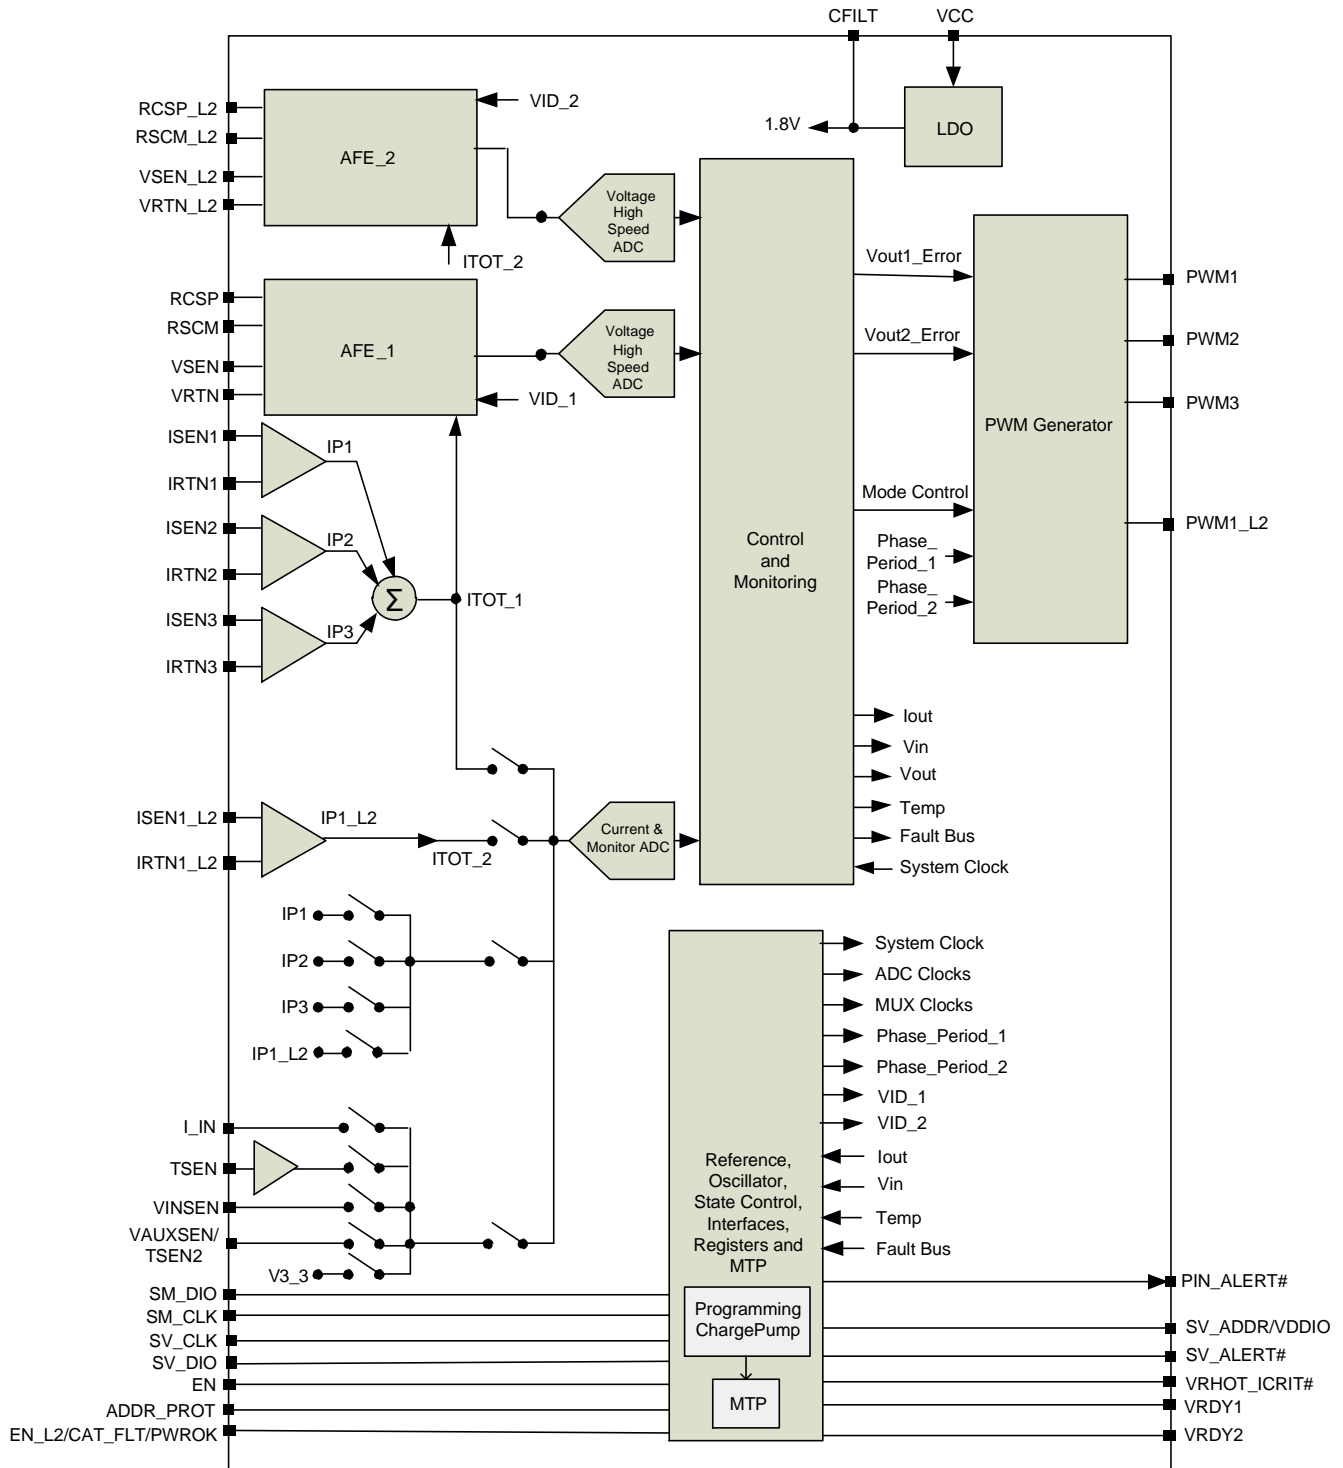 CFILT
VCC
RCSP_L2
RSCM_L2
VSEN_L2
VRTN_L2
AFE_2
VID_2
ITOT_2
Voltage
High
Speed
ADC
1.8V
LDO
RCSP
RSCM
VSEN
VRTN
AFE_1
VID_1
Voltage
High
Speed
ADC
ISEN1
IRTN1
IP1
ISEN2
IRTN2
IP2
ISEN3
IRTN3
IP3
Σ
ITOT_1
Control
and
Monitoring
Vout1_Error
Vout2_Error
Mode Control
Phase_
Period_1
Phase_
Period_2
PWM Generator
PWM1
PWM2
PWM3
PWM1_L2
Iout
Vin
Vout
Temp
Fault Bus
System Clock
ISEN1_L2
IRTN1_L2
IP1_L2
ITOT_2
Current &
Monitor ADC
IP1
IP2
IP3
IP1_L2
I_IN
TSEN
VINSEN
VAUXSEN/
TSEN2
V3_3
SM_DIO
SM_CLK
SV_CLK
SV_DIO
EN
ADDR_PROT
EN_L2/CAT_FLT/PWROK
System Clock
ADC Clocks
MUX Clocks
Phase_Period_1
Phase_Period_2
VID_1
VID_2
Iout
Vin
Temp
Fault Bus
Reference,
Oscillator,
State Control,
Interfaces,
Registers and
MTP
Programming
ChargePump
MTP
PIN_ALERT#
SV_ADDR/VDDIO
SV_ALERT#
VRHOT_ICRIT#
VRDY1
VRDY2